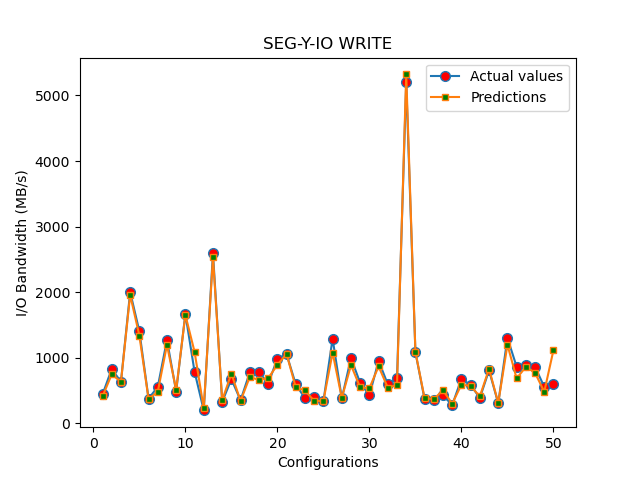 SEG-Y-IO WRITE
Actual values
Predictions
I/O Bandwidth (MB/s)
5000
4000
3000
2000
1000
0
0 10 20 30 40 50
Configurations